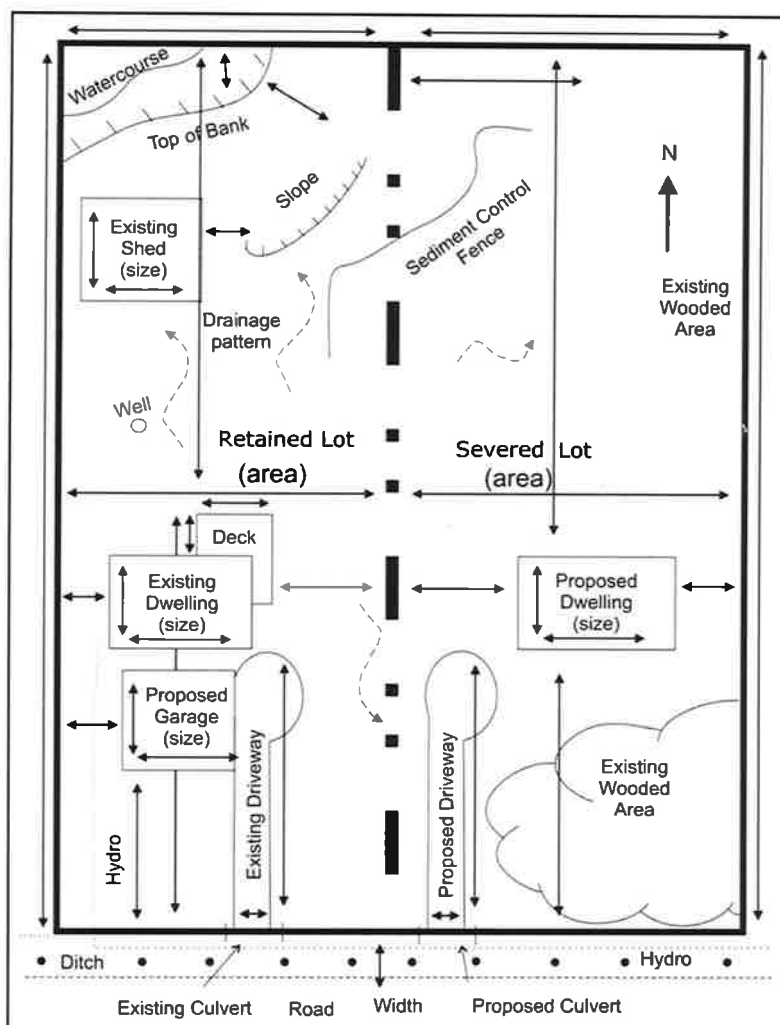 Watercourse
Top of Bank
N
Slope
Existing
Shed
(size)
Sediment Control
Fence
Existing
Wooded
Area
Drainage
pattern
Well
Retained Lot
(area)
Severed Lot
(area)
Deck
Existing
Dwelling
(size)
Proposed
Dwelling
(size)
Proposed
Garage
(size)
Existing Driveway
Proposed Driveway
Existing
Wooded
Area
Hydro
Ditch
Hydro
Existing Culvert
Road
Width
Proposed Culvert